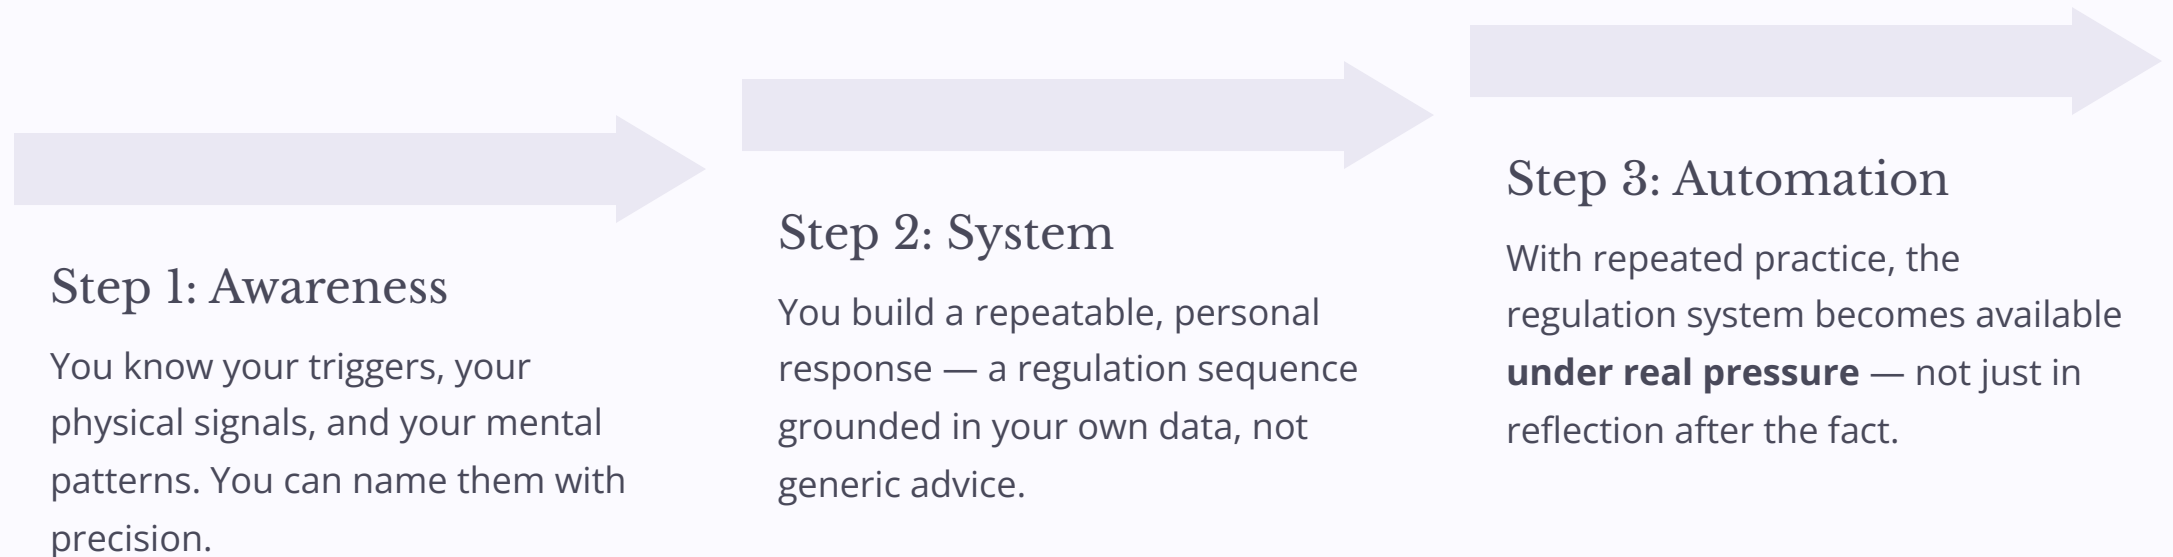 Step 1: Awareness
You know your triggers, your
physical signals, and your mental
patterns. You can name them with
precision.
Step 2: System
You build a repeatable, personal
response — a regulation sequence
grounded in your own data, not
generic advice.
Step 3: Automation
With repeated practice, the
regulation system becomes available
under real pressure — not just in
reflection after the fact.